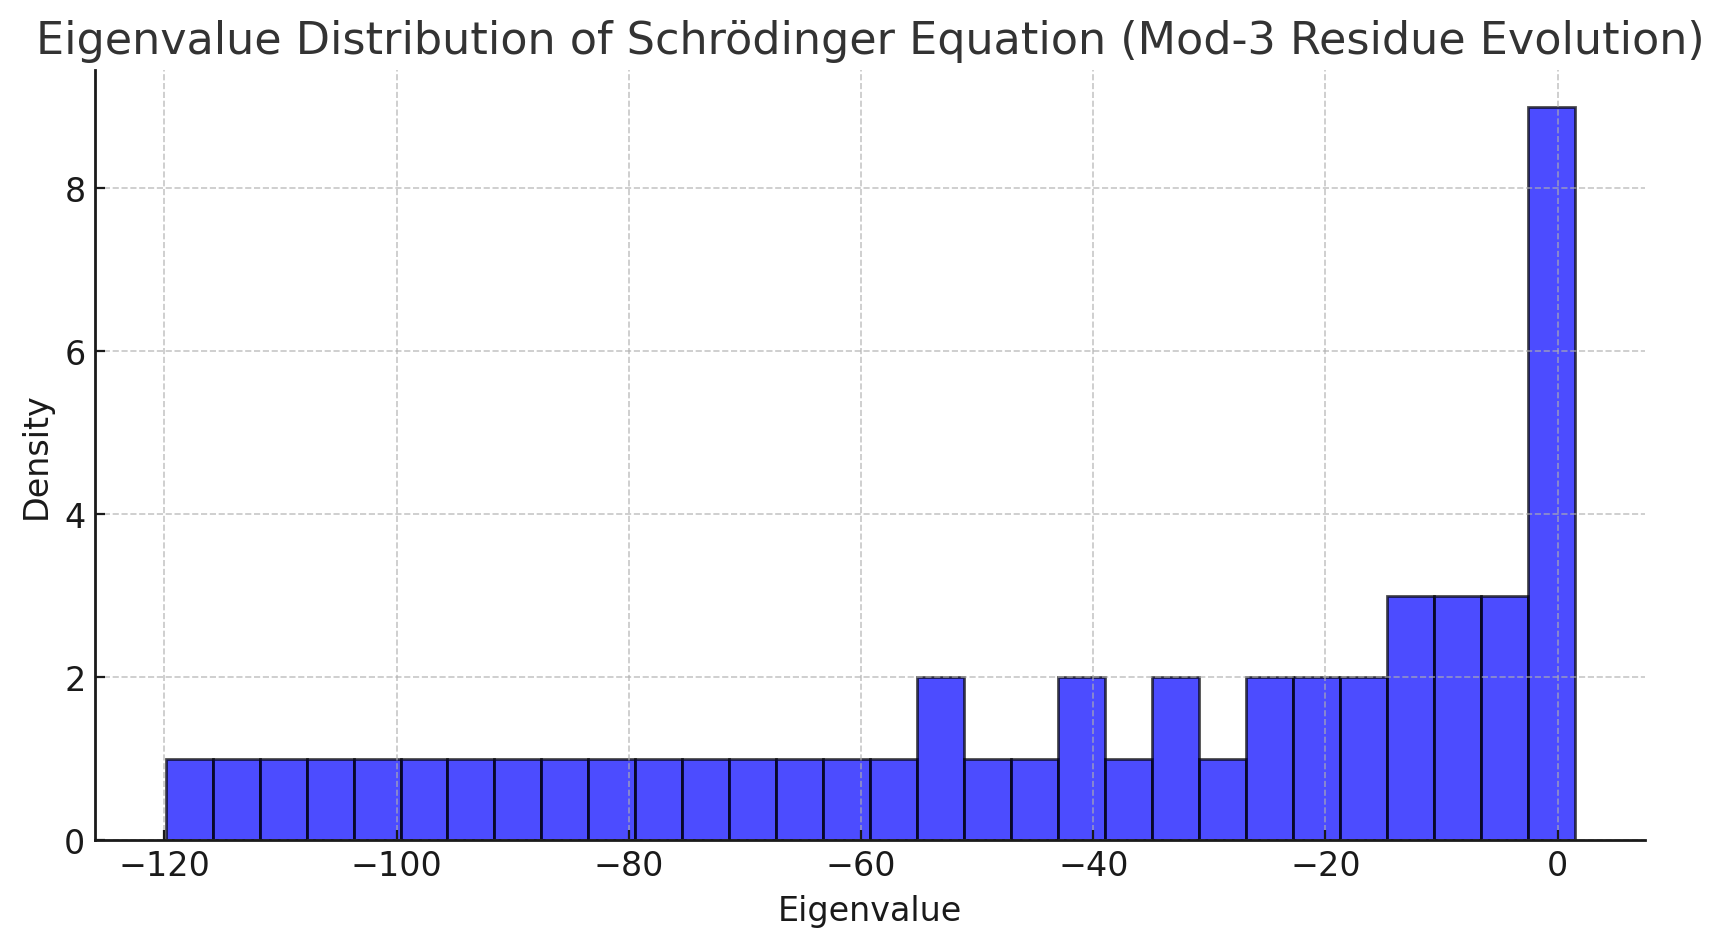 Eigenvalue Distribution of Schrödinger Equation (Mod-3 Residue Evolution)
Density
8
6
4
2
0
−120 −100 −80 −60 −40 −20 0
Eigenvalue